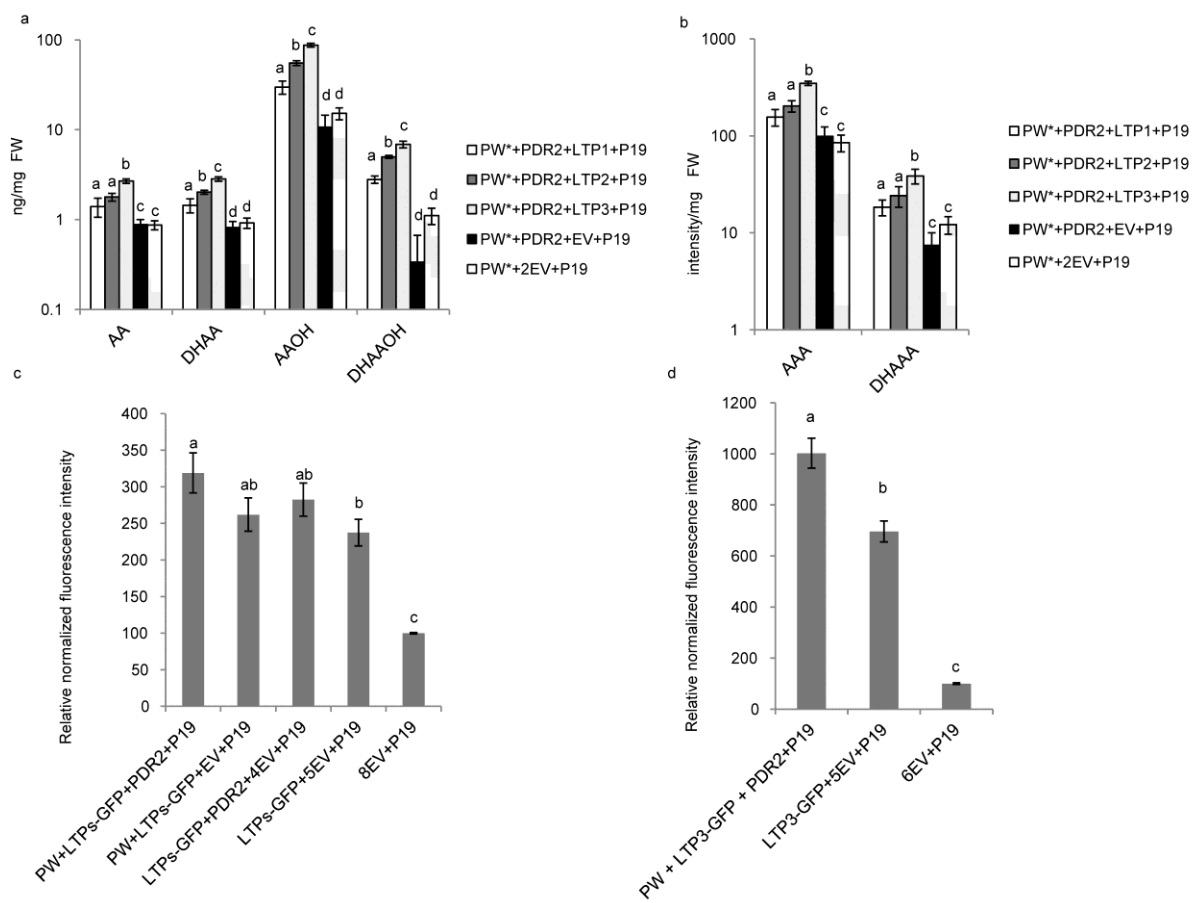 a
ng/mg FW
100
10
1
0.1
a a b c c
a b c d d
a b c d d
a b c d d
AA
DHAA
AAOH
DHAAOH
PW*+PDR2+LTP1+P19
PW*+PDR2+LTP2+P19
PW*+PDR2+LTP3+P19
PW*+PDR2+EV+P19
PW*+2EV+P19
b
intensity/mg FW
1000
100
10
1
a a b c c
a a b c c
AAA
DHAAA
PW*+PDR2+LTP1+P19
PW*+PDR2+LTP2+P19
PW*+PDR2+LTP3+P19
PW*+PDR2+EV+P19
PW*+2EV+P19
c
Relative normalized fluorescence intensity
400
350
300
250
200
150
100
50
0
a
ab
ab
b
c
PW+LTPs-GFP+PDR2+P19
PW+LTPs-GFP+EV+P19
LTPs-GFP+PDR2+4EV+P19
LTPs-GFP+5EV+P19
8EV+P19
d
Relative normalized fluorescence intensity
1200
1000
800
600
400
200
0
a
b
c
PW + LTP3-GFP + PDR2+P19
LTP3-GFP+5EV+P19
6EV+P19